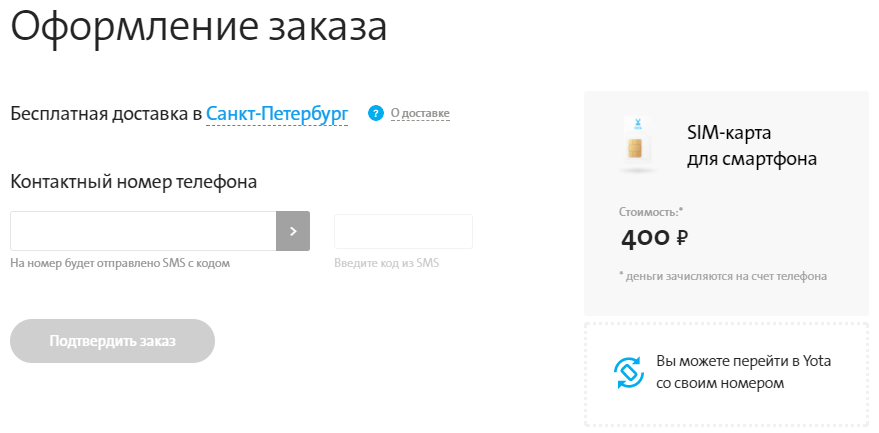 Оформление заказа
Бесплатная доставка в Санкт-Петербург ? О доставке
Контактный номер телефона
На номер будет отправлено SMS с кодом
Введите код из SMS
Подтвердить заказ
SIM-карта
для смартфона
Стоимость:*
400 ₽
* деньги зачисляются на счет телефона
Вы можете перейти в Yota
со своим номером